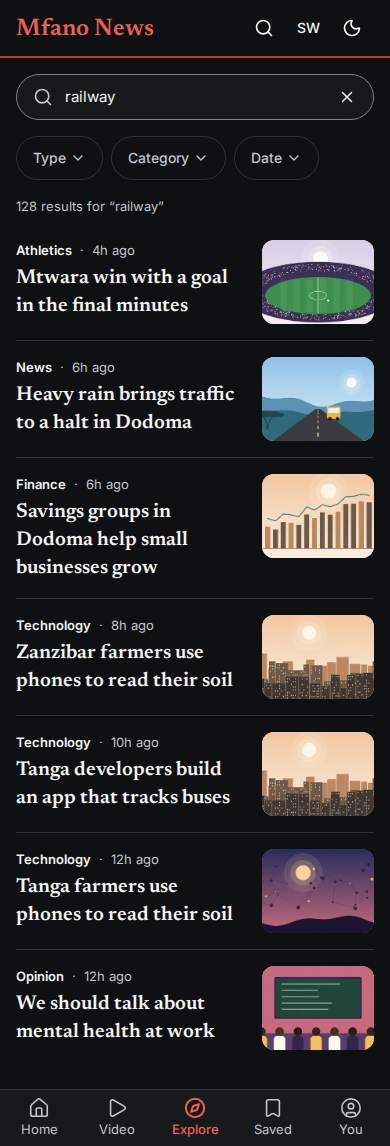 Mfano News
SW
railway
Type
Category
Date
128 results for “railway”
Athletics · 4h ago
Mtwara win with a goal
in the final minutes
News · 6h ago
Heavy rain brings traffic
to a halt in Dodoma
Finance · 6h ago
Savings groups in
Dodoma help small
businesses grow
Technology · 8h ago
Zanzibar farmers use
phones to read their soil
Technology · 10h ago
Tanga developers build
an app that tracks buses
Technology · 12h ago
Tanga farmers use
phones to read their soil
Opinion · 12h ago
We should talk about
mental health at work
Home
Video
Explore
Saved
You